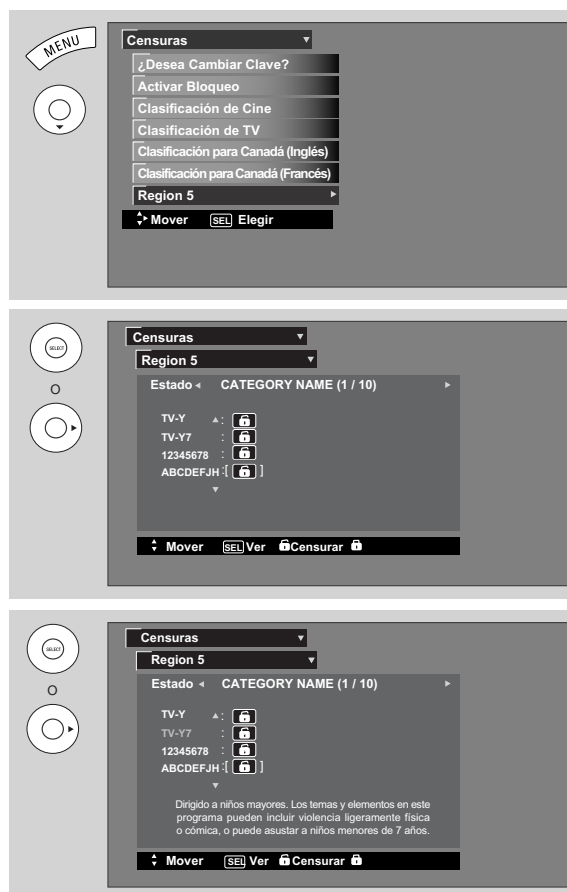 MENU
Censuras
¿Desea Cambiar Clave?
Activar Bloqueo
Clasificación de Cine
Clasificación de TV
Clasificación para Canadá (Inglés)
Clasificación para Canadá (Francés)
Region 5
Mover SEL Elegir
SELECT
O
Censuras
Region 5
Estado CATEGORY NAME (1 / 10)
TV-Y :
TV-Y7 :
12345678 :
ABCDEFJH :[ ]
Mover SEL Ver Censurar
SELECT
O
Censuras
Region 5
Estado CATEGORY NAME (1 / 10)
TV-Y :
TV-Y7 :
12345678 :
ABCDEFJH :[ ]
Dirigido a niños mayores. Los temas y elementos en este
programa pueden incluir violencia ligeramente física
o cómica, o puede asustar a niños menores de 7 años.
Mover SEL Ver Censurar